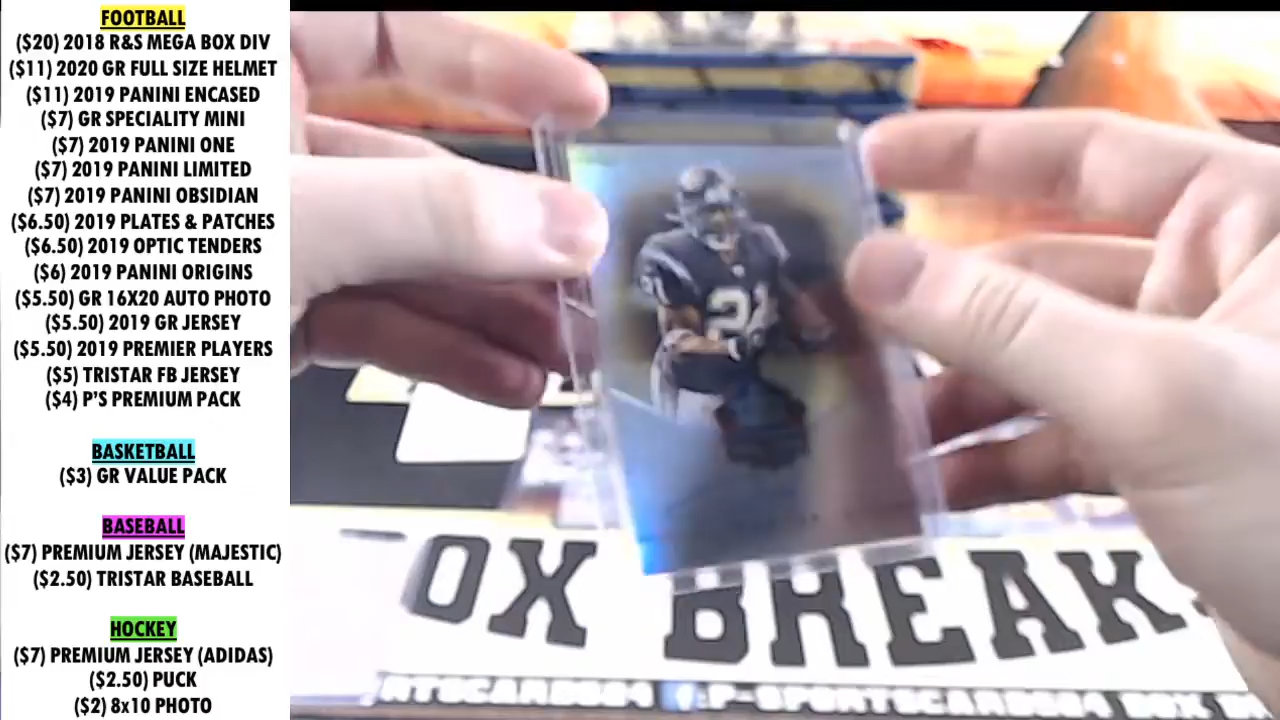 FOOTBALL
($20) 2018 R&S MEGA BOX DIV
($11) 2020 GR FULL SIZE HELMET
($11) 2019 PANINI ENCASED
($7) GR SPECIALITY MINI
($7) 2019 PANINI ONE
($7) 2019 PANINI LIMITED
($7) 2019 PANINI OBSIDIAN
($6.50) 2019 PLATES & PATCHES
($6.50) 2019 OPTIC TENDERS
($6) 2019 PANINI ORIGINS
($5.50) GR 16X20 AUTO PHOTO
($5.50) 2019 GR JERSEY
($5.50) 2019 PREMIER PLAYERS
($5) TRISTAR FB JERSEY
($4) P'S PREMIUM PACK
BASKETBALL
($3) GR VALUE PACK
BASEBALL
($7) PREMIUM JERSEY (MAJESTIC)
($2.50) TRISTAR BASEBALL
HOCKEY
($7) PREMIUM JERSEY (ADIDAS)
($2.50) PUCK
($2) 8x10 PHOTO
21
21
OX BREAK
P-SPORTSCARDS04 BOX